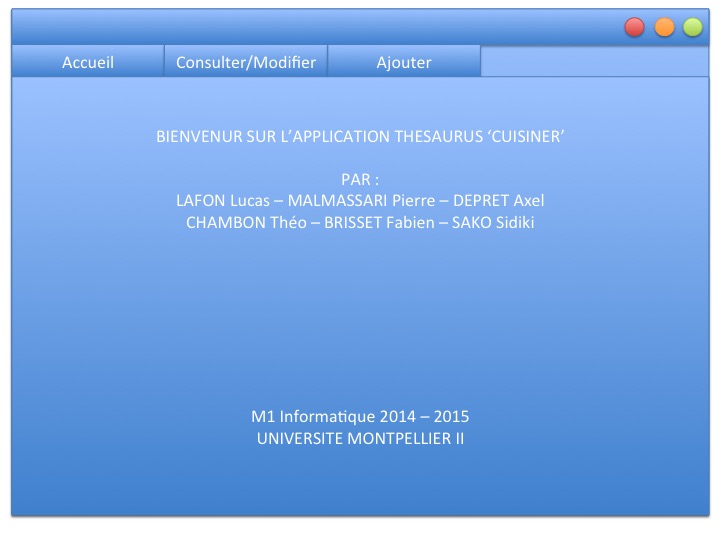 Accueil Consulter/Modifier Ajouter
BIENVENUR SUR L’APPLICATION THESAURUS ‘CUISINER’
PAR :
LAFON Lucas – MALMASSARI Pierre – DEPRET Axel
CHAMBON Théo – BRISSET Fabien – SAKO Sidiki
M1 Informatique 2014 – 2015
UNIVERSITE MONTPELLIER II